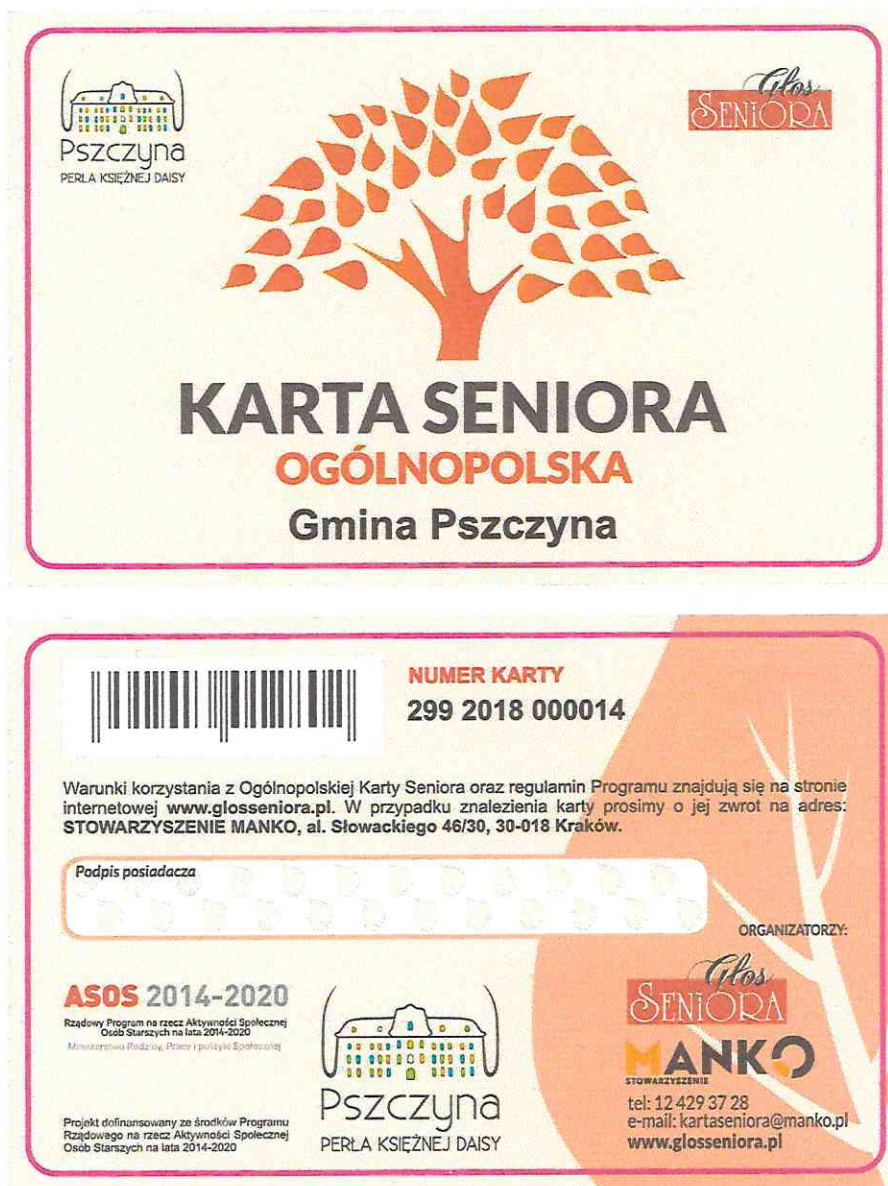 Pszczyna
PERŁA KSIĘŻNEJ DAISY
Głos
SENIORA
KARTA SENIORA
OGÓLNOPOLSKA
Gmina Pszczyna
NUMER KARTY
299 2018 000014
Warunki korzystania z Ogólnopolskiej Karty Seniora oraz regulamin Programu znajdują się na stronie
internetowej www.glosseniora.pl. W przypadku znalezienia karty prosimy o jej zwrot na adres:
STOWARZYSZENIE MANKO, al. Słowackiego 46/30, 30-018 Kraków.
Podpis posiadacza
ORGANIZATORZY:
ASOS 2014-2020
Rządowy Program na rzecz Aktywności Społecznej
Osób Starszych na lata 2014-2020
Ministerstwo Rodziny, Pracy i Polityki Społecznej
Projekt dofinansowany ze środków Programu
Rządowego na rzecz Aktywności Społecznej
Osób Starszych na lata 2014-2020
Pszczyna
PERŁA KSIĘŻNEJ DAISY
Głos
SENIORA
MANKO
STOWARZYSZENIE
tel: 12 429 37 28
e-mail: kartaseniora@manko.pl
www.glosseniora.pl